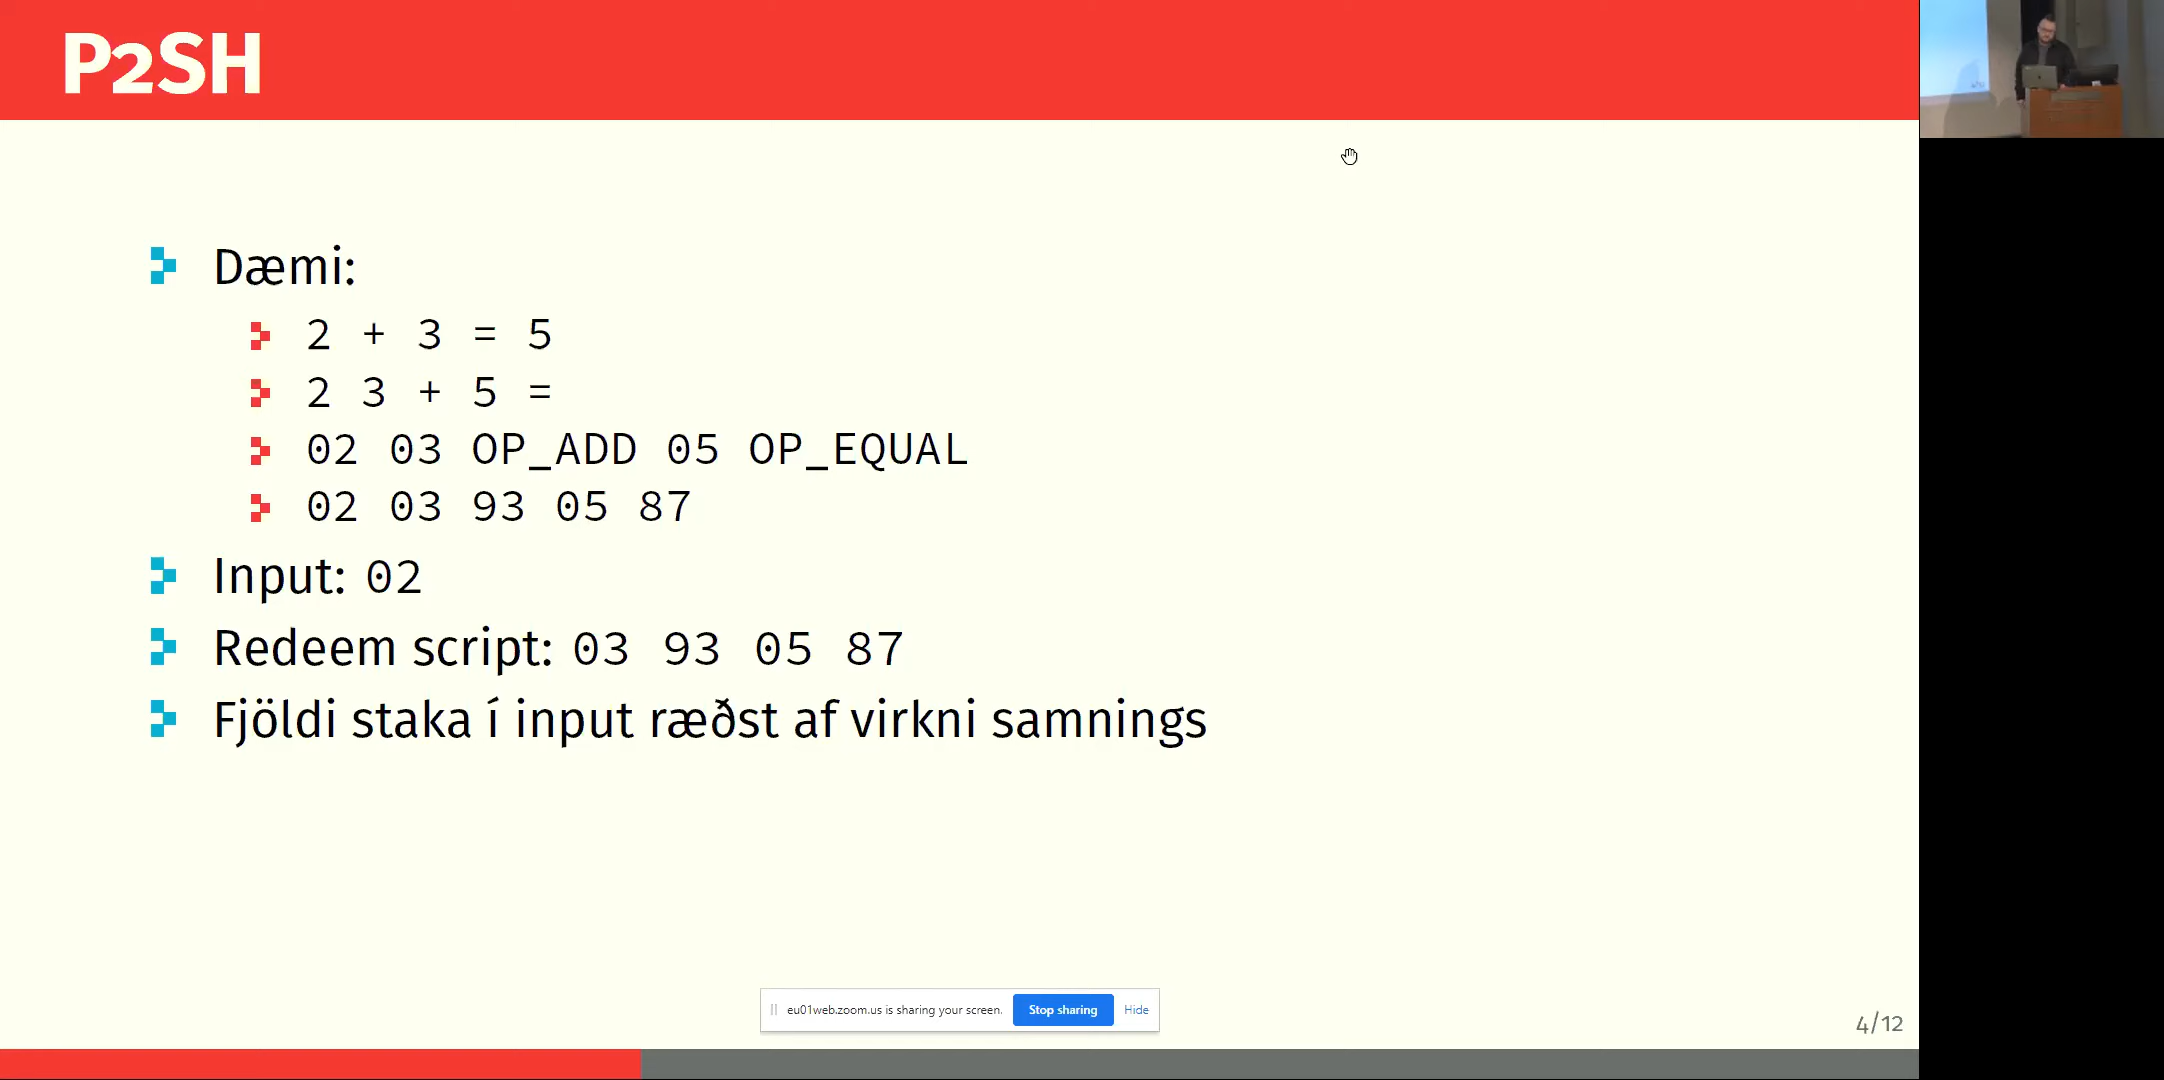 P2SH
Dæmi:
2 + 3 = 5
2 3 + 5 =
02 03 OP_ADD 05 OP_EQUAL
02 03 93 05 87
Input: 02
Redeem script: 03 93 05 87
Fjöldi staka í input ræðst af virkni samnings
eu01web.zoom.us is sharing your screen. Stop sharing Hide
4/12